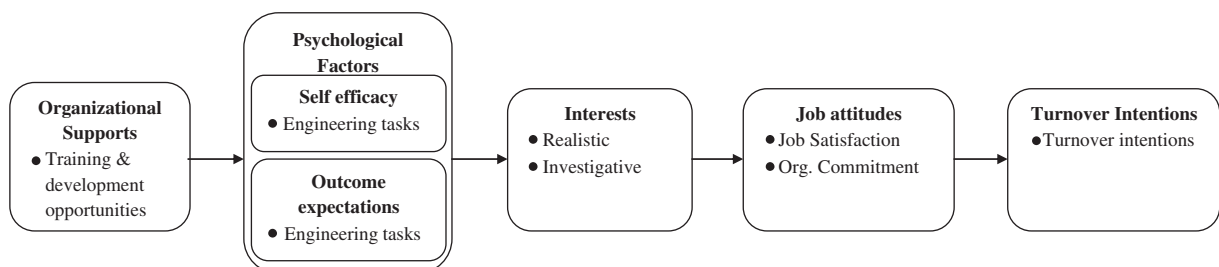 Organizational
Supports
● Training &
development
opportunities
Psychological
Factors
Self efficacy
● Engineering tasks
Outcome
expectations
● Engineering tasks
Interests
● Realistic
● Investigative
Job attitudes
● Job Satisfaction
● Org. Commitment
Turnover Intentions
● Turnover intentions